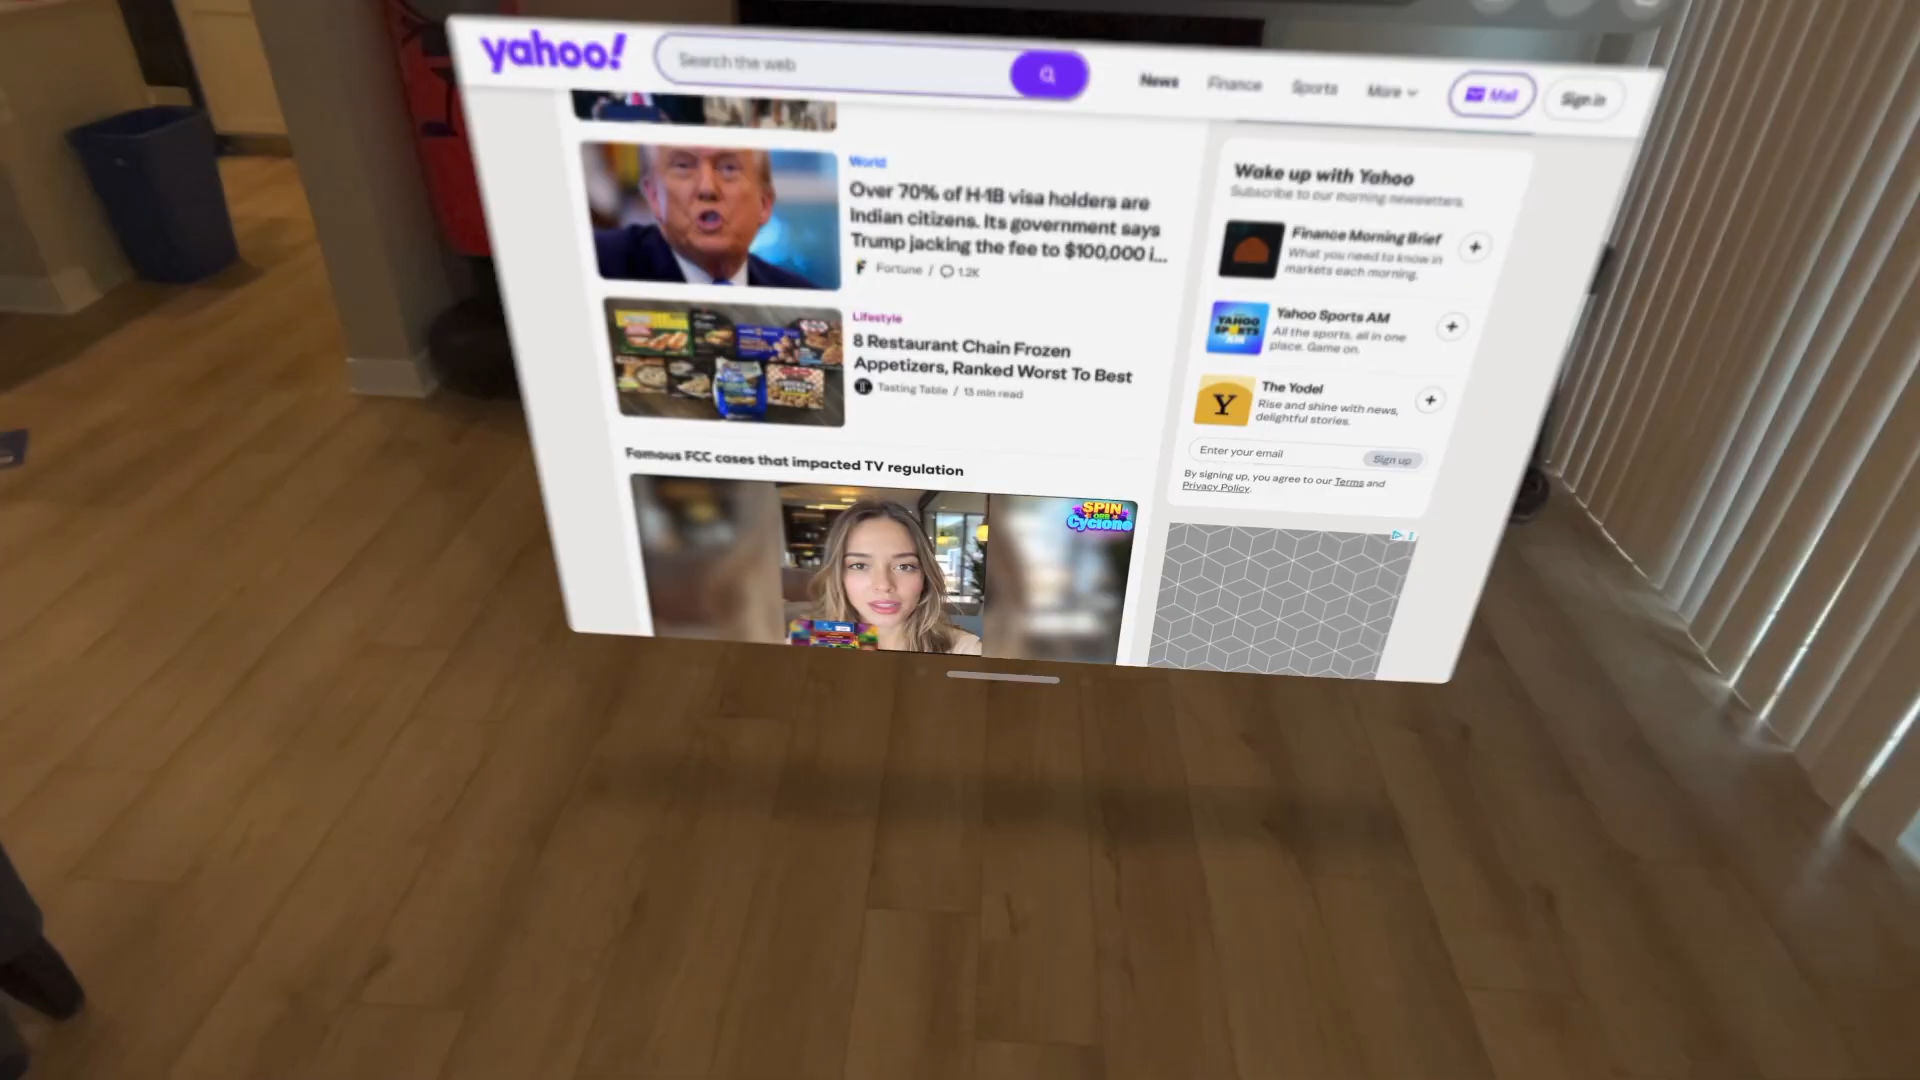 yahoo!
Search the web
News
Finance
Sports
More
Mail
Sign in
World
Over 70% of H-1B visa holders are
Indian citizens. Its government says
Trump jacking the fee to $100,000 i...
Fortune / 1.2K
Lifestyle
8 Restaurant Chain Frozen
Appetizers, Ranked Worst To Best
Tasting Table / 13 min read
Famous FCC cases that impacted TV regulation
SPIN
ORB
Cyclone
Wake up with Yahoo
Subscribe to our morning newsletters.
Finance Morning Brief
What you need to know in
markets each morning.
YAHOO
SPORTS
AM
Yahoo Sports AM
All the sports, all in one
place. Game on.
Y
The Yodel
Rise and shine with news,
delightful stories.
Enter your email
Sign up
By signing up, you agree to our Terms and
Privacy Policy.